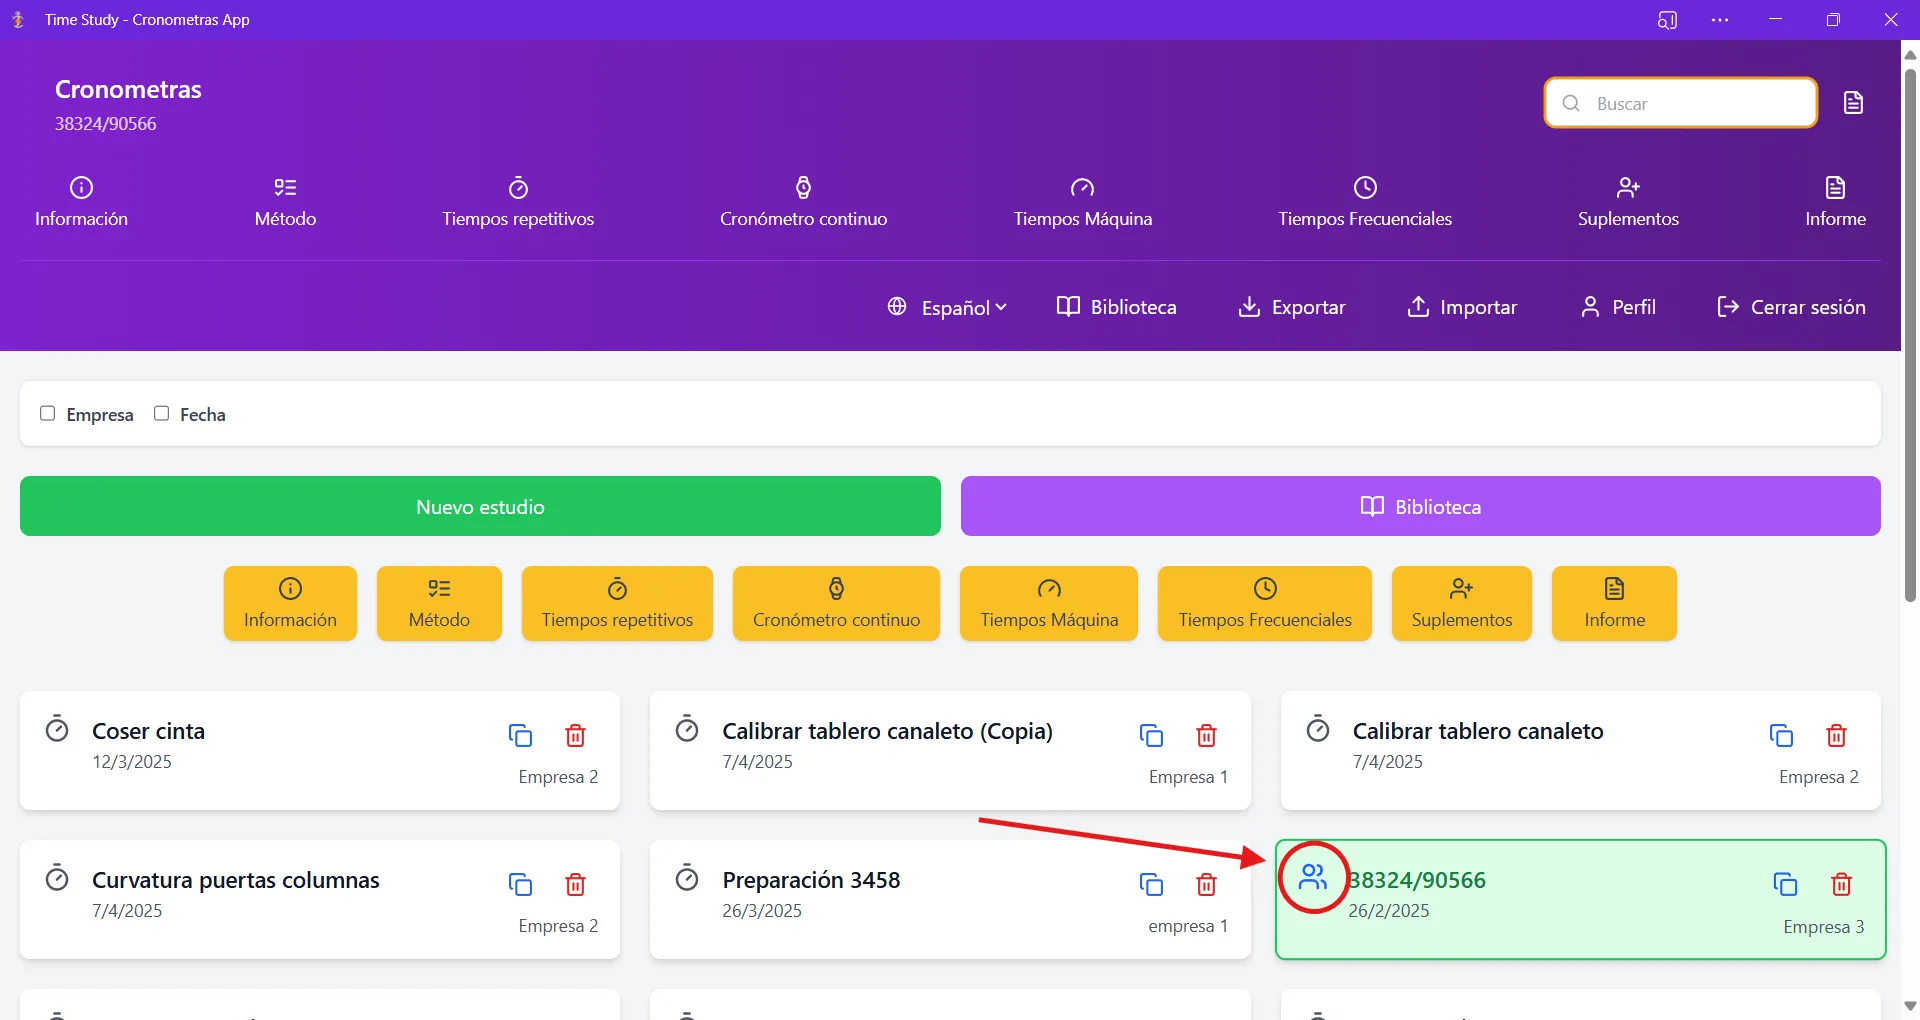 Time Study - Cronometras App
Cronometras
38324/90566
Buscar
Información
Método
Tiempos repetitivos
Cronómetro continuo
Tiempos Máquina
Tiempos Frecuenciales
Suplementos
Informe
Español
Biblioteca
Exportar
Importar
Perfil
Cerrar sesión
Empresa
Fecha
Nuevo estudio
Biblioteca
Información
Método
Tiempos repetitivos
Cronómetro continuo
Tiempos Máquina
Tiempos Frecuenciales
Suplementos
Informe
Coser cinta
12/3/2025
Empresa 2
Calibrar tablero canaleto (Copia)
7/4/2025
Empresa 1
Calibrar tablero canaleto
7/4/2025
Empresa 2
Curvatura puertas columnas
7/4/2025
Empresa 2
Preparación 3458
26/3/2025
empresa 1
38324/90566
26/2/2025
Empresa 3